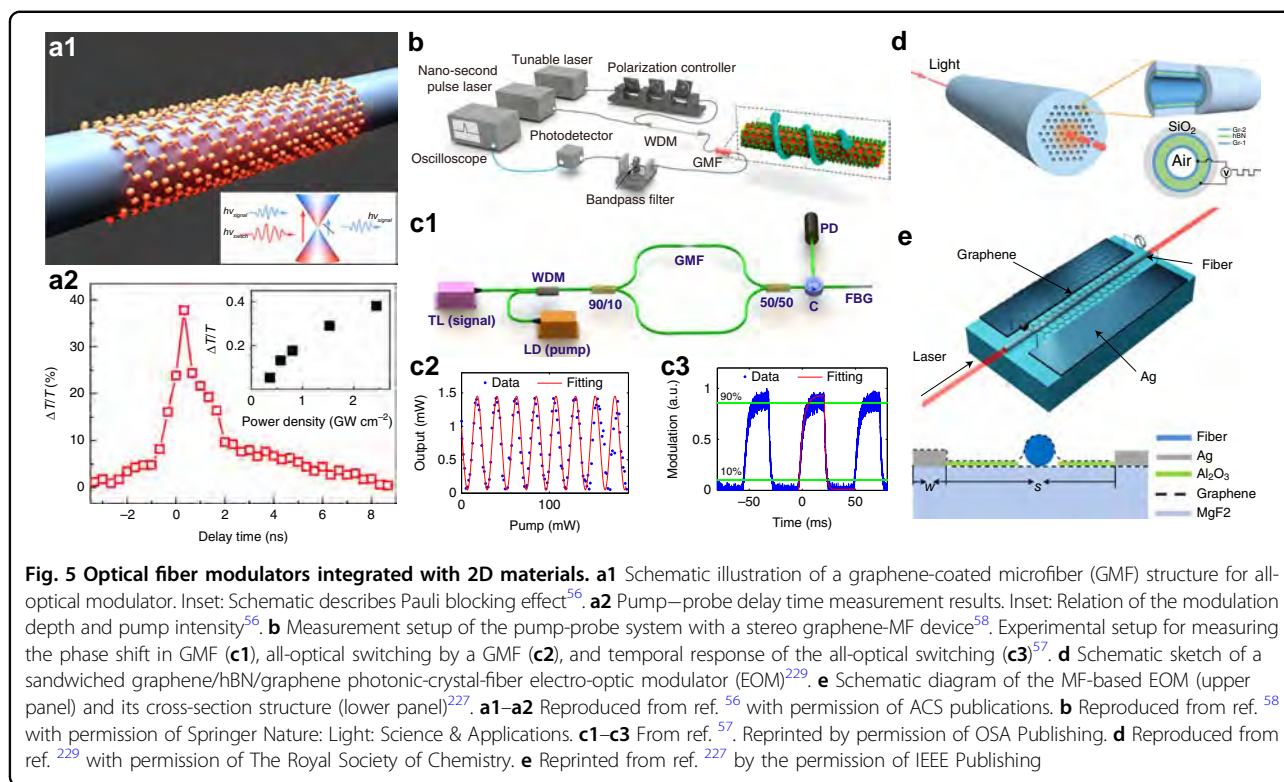 a1
hνsignal
hνswitch
hνsignal
a2
ΔT/T (%)
40
30
20
10
0
−2
0
2
4
6
8
Delay time (ns)
ΔT/T
0.4
0.2
0
1
2
Power density (GW cm−2)
b
Tunable laser
Nano-second
pulse laser
Polarization controller
Photodetector
Oscilloscope
WDM
GMF
Bandpass filter
c1
PD
GMF
WDM
90/10
50/50
C
FBG
TL (signal)
LD (pump)
c2
Data
Fitting
Output
(mW)
1.5
1
0.5
0
100
Pump
(mW)
c3
Data
Fitting
Modulation (a.u.)
1
0.5
0
90%
10%
−50
0
50
Time (ms)
d
Light
SiO2
Air
Gr-2
hBN
Gr-1
V
e
Graphene
Fiber
Laser
Ag
w
s
Fiber
Ag
Al2O3
Graphene
MgF2
Fig. 5 Optical fiber modulators integrated with 2D materials. a1 Schematic illustration of a graphene-coated microfiber (GMF) structure for all-
optical modulator. Inset: Schematic describes Pauli blocking effect56. a2 Pump−probe delay time measurement results. Inset: Relation of the modulation
depth and pump intensity56. b Measurement setup of the pump-probe system with a stereo graphene-MF device58. Experimental setup for measuring
the phase shift in GMF (c1), all-optical switching by a GMF (c2), and temporal response of the all-optical switching (c3)57. d Schematic sketch of a
sandwiched graphene/hBN/graphene photonic-crystal-fiber electro-optic modulator (EOM)229. e Schematic diagram of the MF-based EOM (upper
panel) and its cross-section structure (lower panel)227. a1–a2 Reproduced from ref. 56 with permission of ACS publications. b Reproduced from ref. 58
with permission of Springer Nature: Light: Science & Applications. c1–c3 From ref. 57. Reprinted by permission of OSA Publishing. d Reproduced from
ref. 229 with permission of The Royal Society of Chemistry. e Reprinted from ref. 227 by the permission of IEEE Publishing